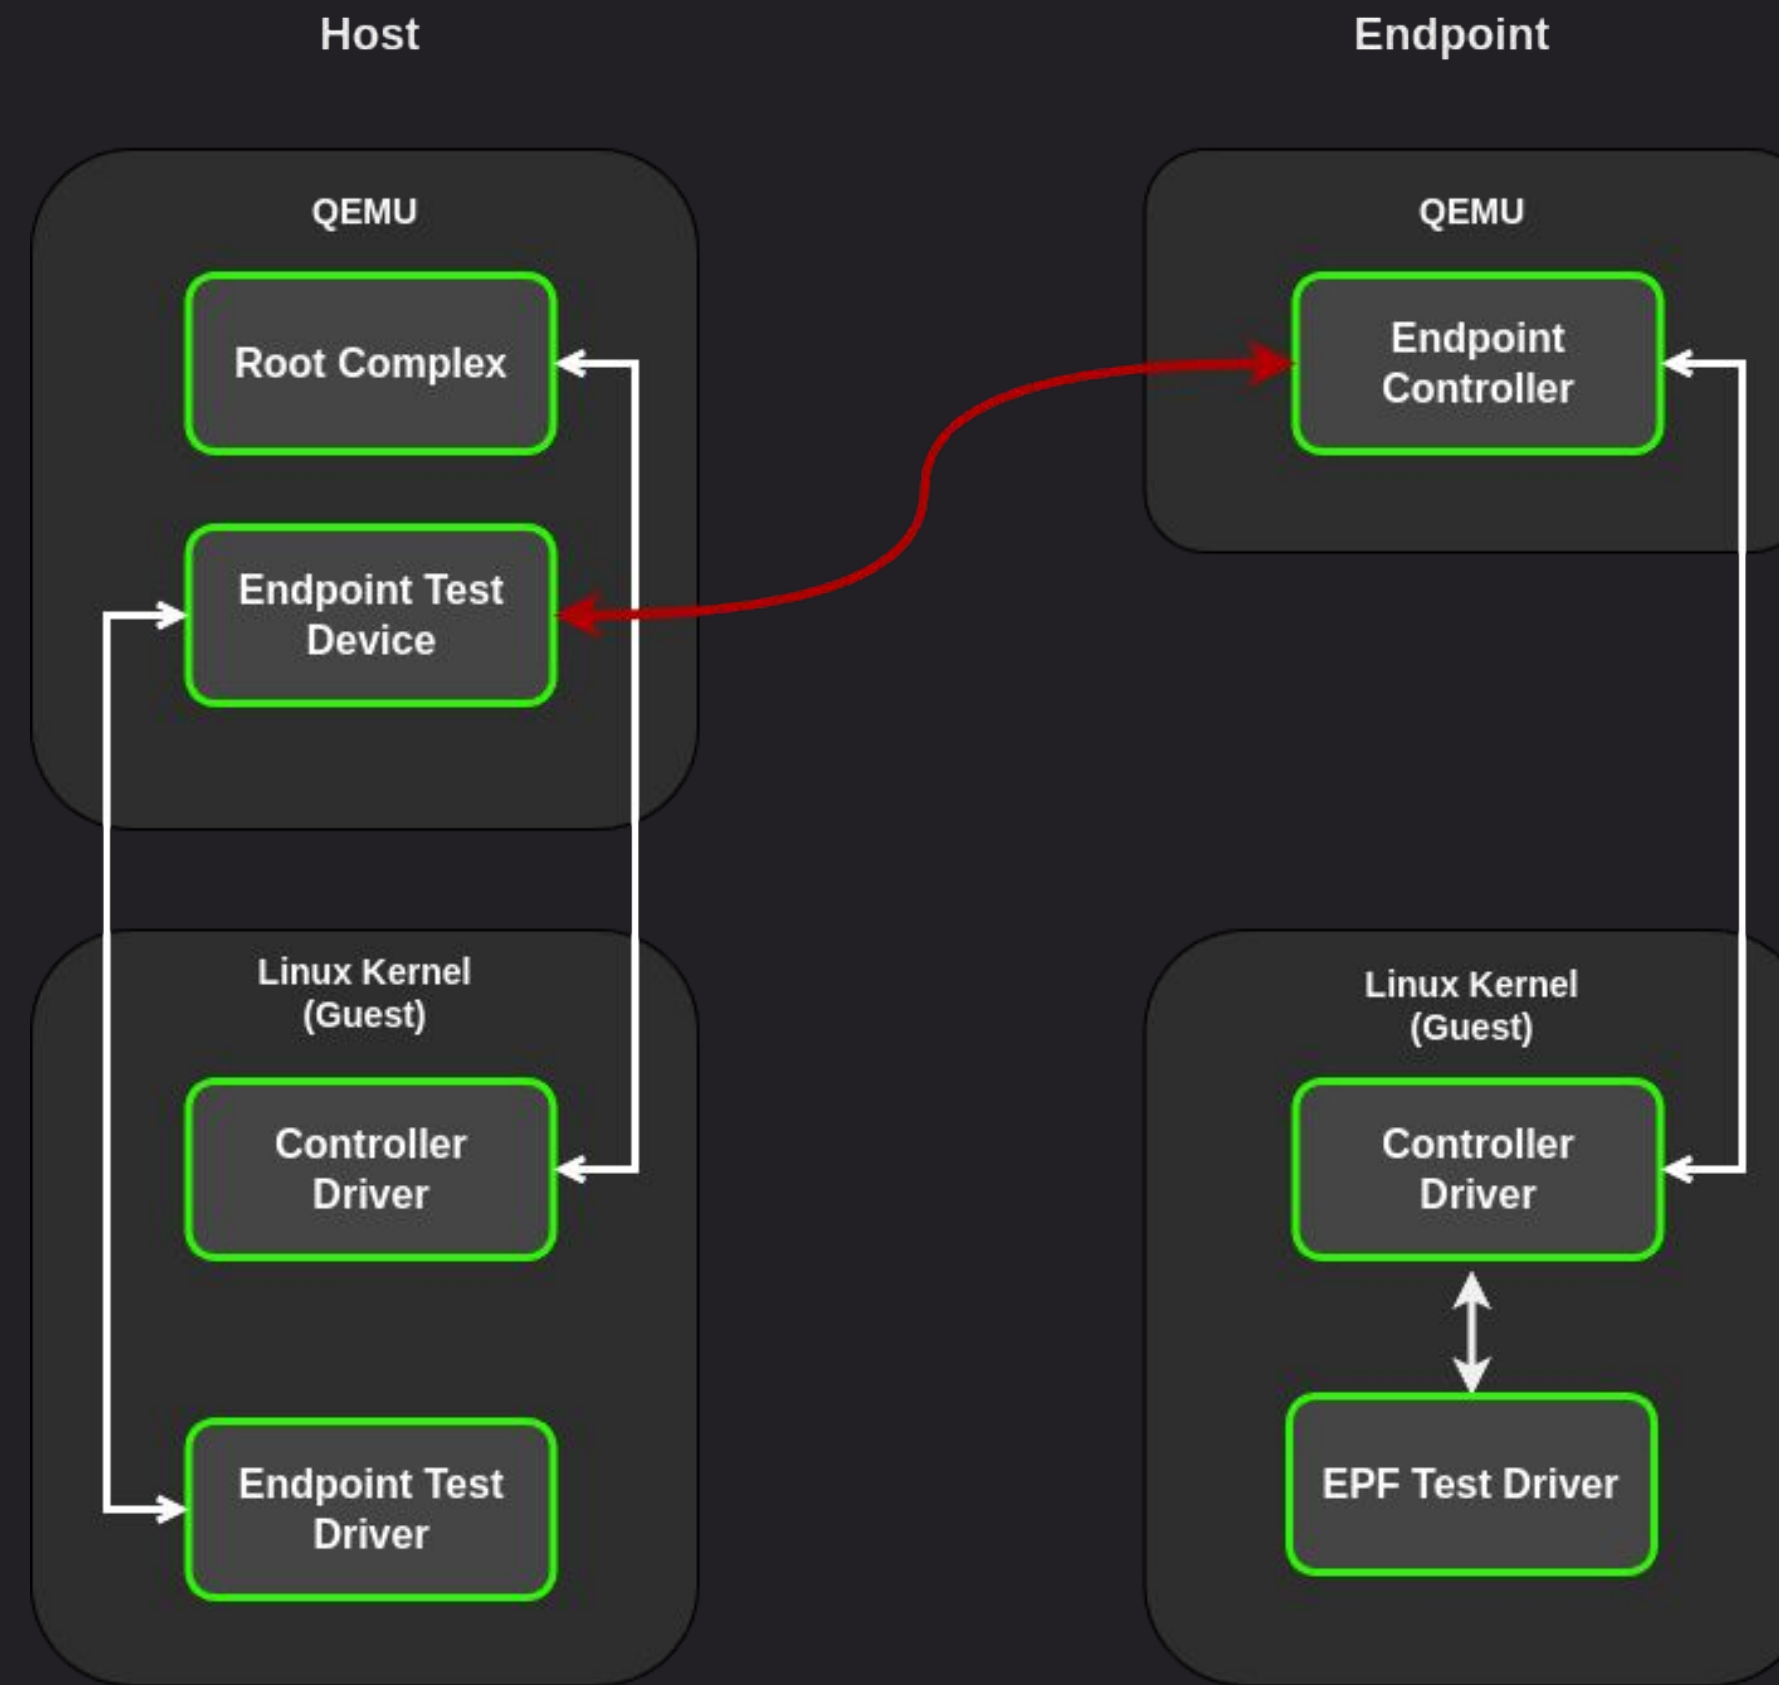 Host
Endpoint
QEMU
Root Complex
Endpoint Test
Device
QEMU
Endpoint
Controller
Linux Kernel
(Guest)
Controller
Driver
Endpoint Test
Driver
Linux Kernel
(Guest)
Controller
Driver
EPF Test Driver